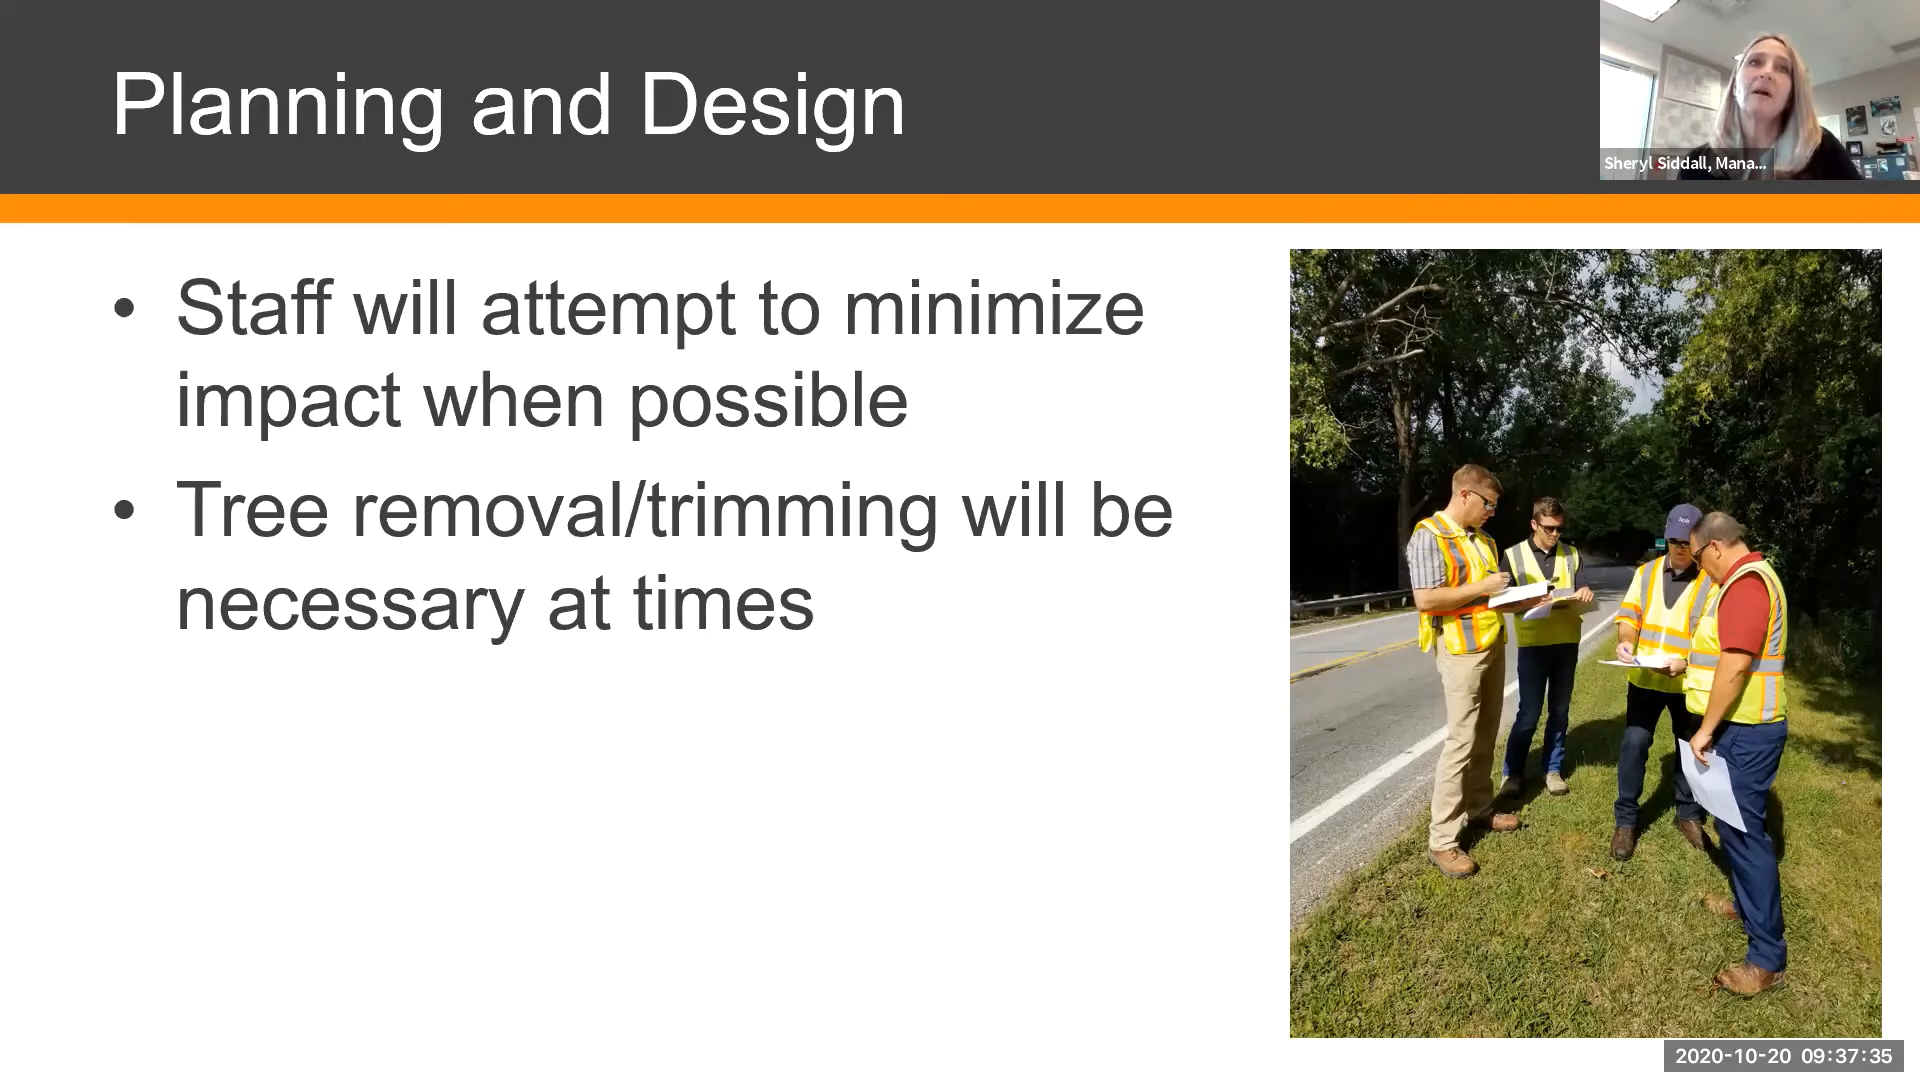 Planning and Design
Sheryl Siddall, Mana...
• Staff will attempt to minimize
impact when possible
• Tree removal/trimming will be
necessary at times
2020-10-20 09:37:35